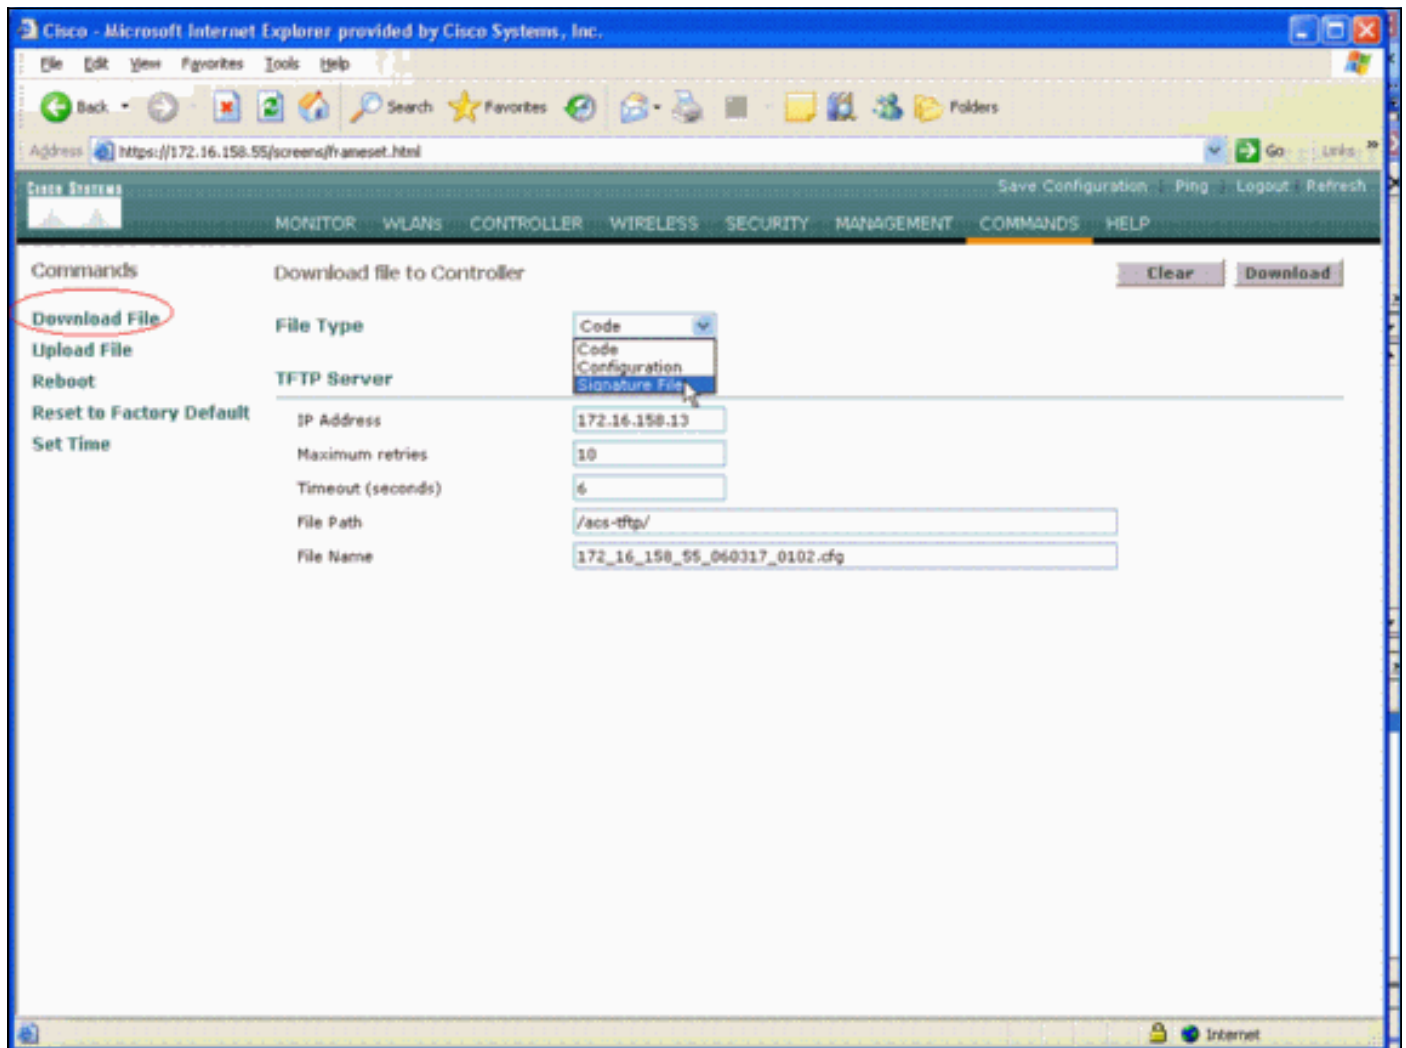 Cisco - Microsoft Internet Explorer provided by Cisco Systems, Inc.
File Edit View Favorites Tools Help
Back Search Favorites Folders
Address https://172.16.158.55/screens/frameset.html Go Links
CISCO SYSTEMS
Save Configuration Ping Logout Refresh
MONITOR WLANs CONTROLLER WIRELESS SECURITY MANAGEMENT COMMANDS HELP
Commands
Download File
Upload File
Reboot
Reset to Factory Default
Set Time
Download file to Controller Clear Download
File Type Code
Code
Configuration
Signature File
TFTP Server
IP Address 172.16.158.13
Maximum retries 10
Timeout (seconds) 6
File Path /acs-tftp/
File Name 172_16_158_55_060317_0102.cfg
Internet